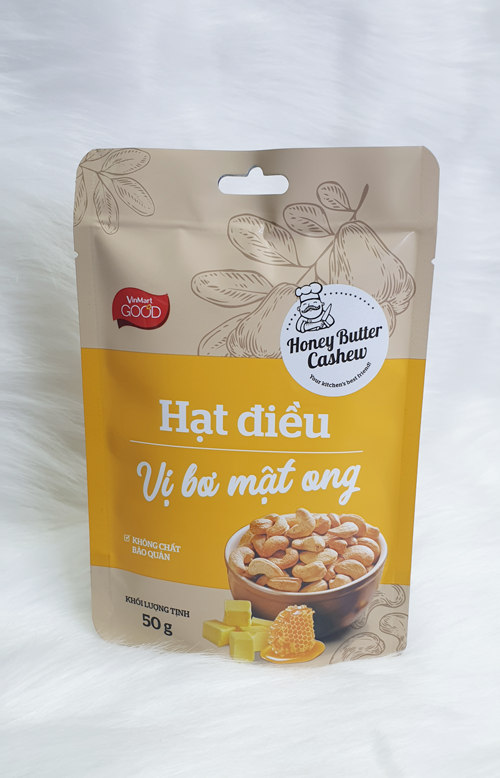 VinMart
GOOD
Honey Butter
Cashew
Your kitchen's best friend!
Hạt điều
Vị bơ mật ong
KHÔNG CHẤT
BẢO QUẢN
KHỐI LƯỢNG TỊNH
50 g